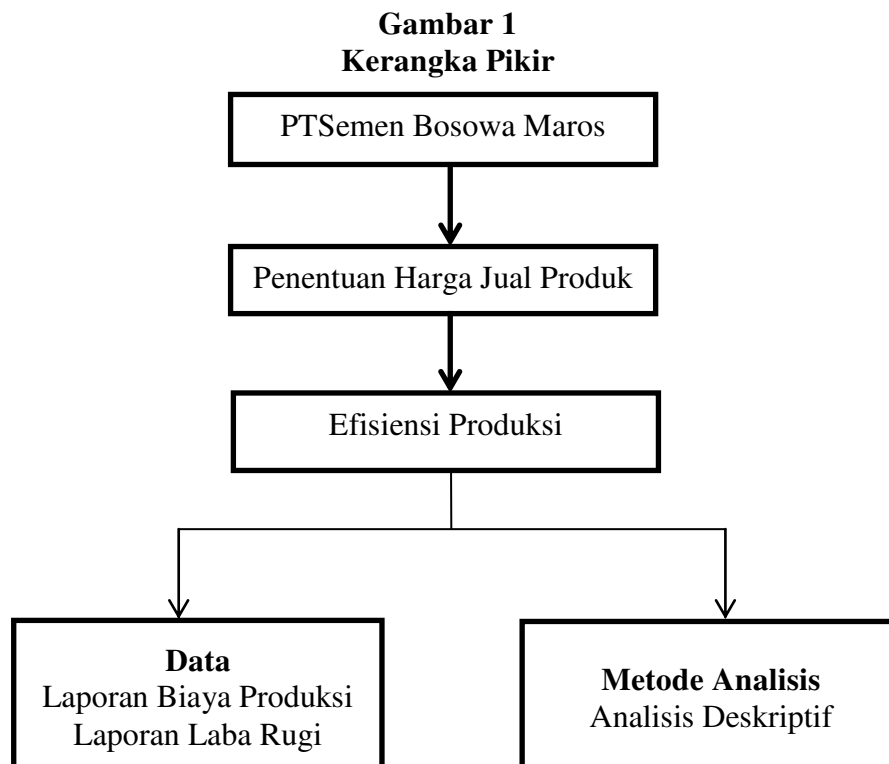 Gambar 1
Kerangka Pikir
PTSemen Bosowa Maros
Penentuan Harga Jual Produk
Efisiensi Produksi
Data
Laporan Biaya Produksi
Laporan Laba Rugi
Metode Analisis
Analisis Deskriptif